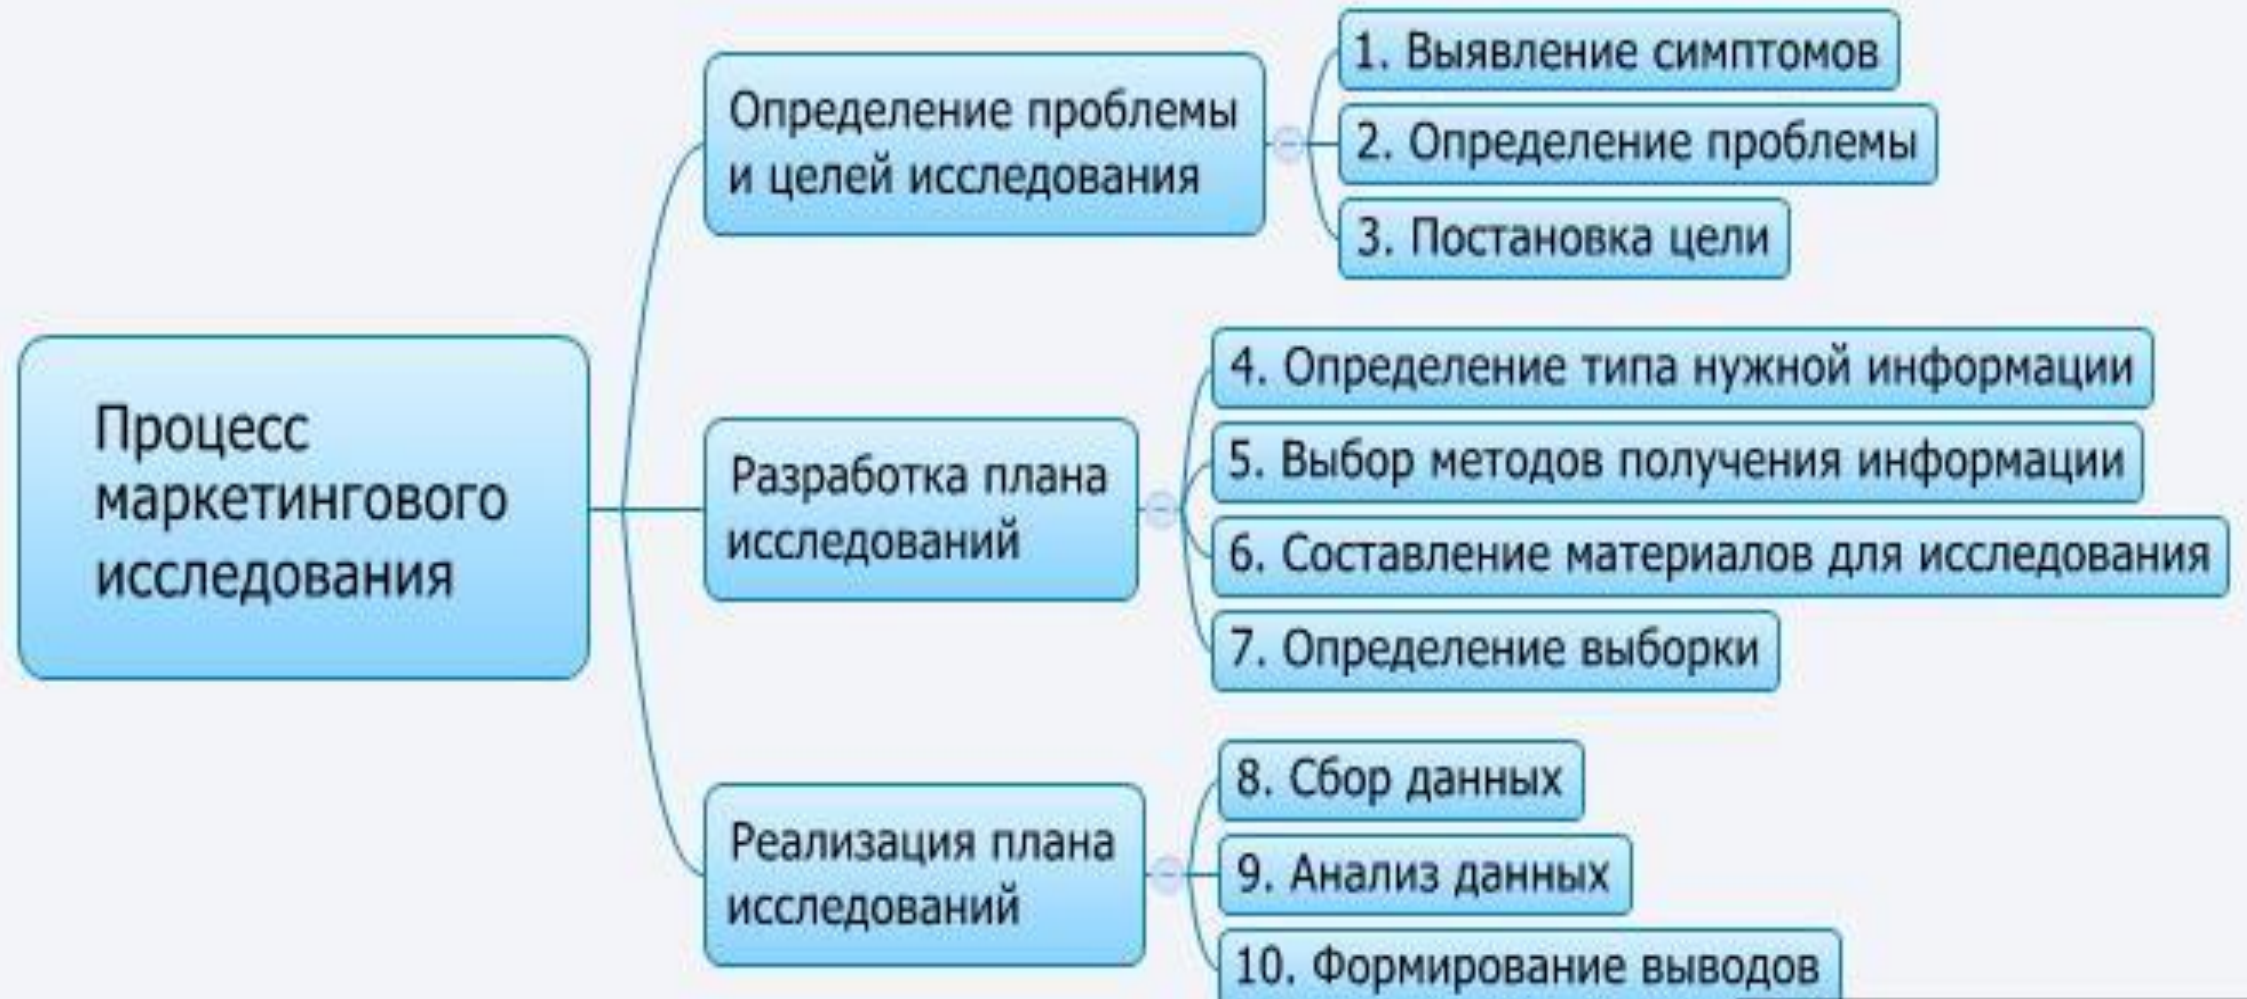 Процесс
маркетингового
исследования
Определение проблемы
и целей исследования
1. Выявление симптомов
2. Определение проблемы
3. Постановка цели
Разработка плана
исследований
4. Определение типа нужной информации
5. Выбор методов получения информации
6. Составление материалов для исследования
7. Определение выборки
Реализация плана
исследований
8. Сбор данных
9. Анализ данных
10. Формирование выводов